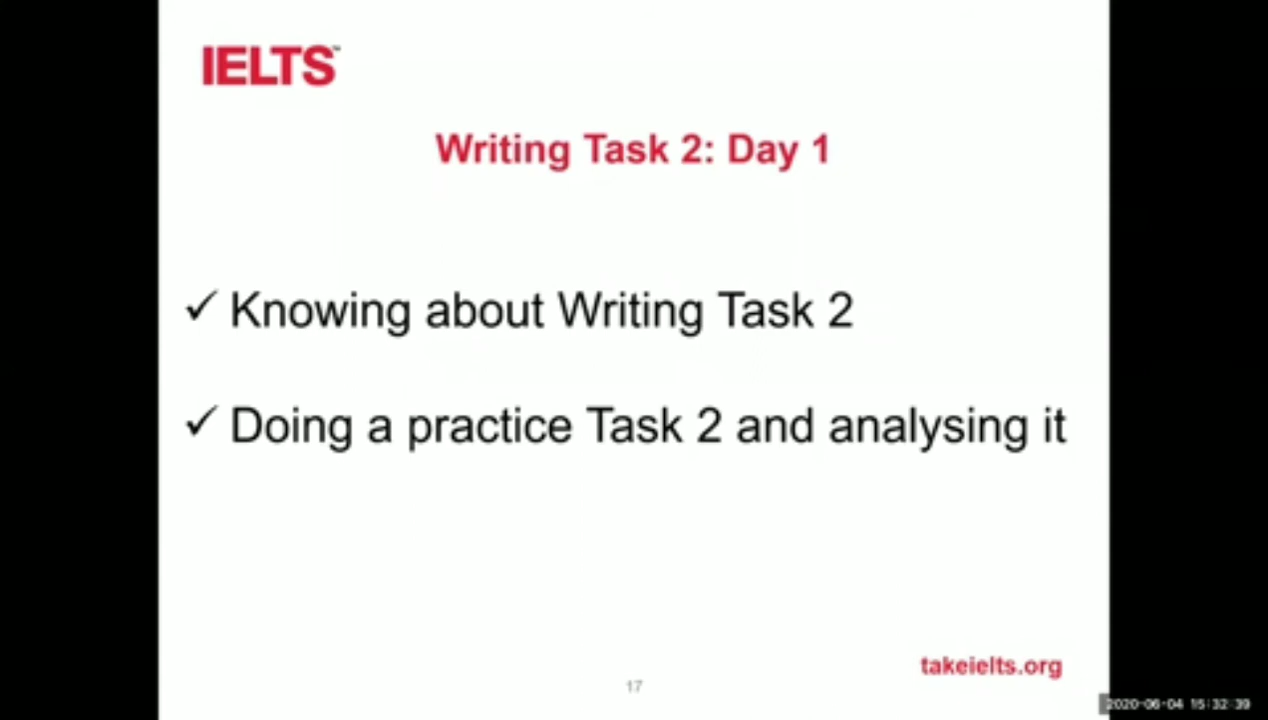 IELTS™
Writing Task 2: Day 1
✓ Knowing about Writing Task 2
✓ Doing a practice Task 2 and analysing it
takeielts.org
17
2020-06-04 15:32:39